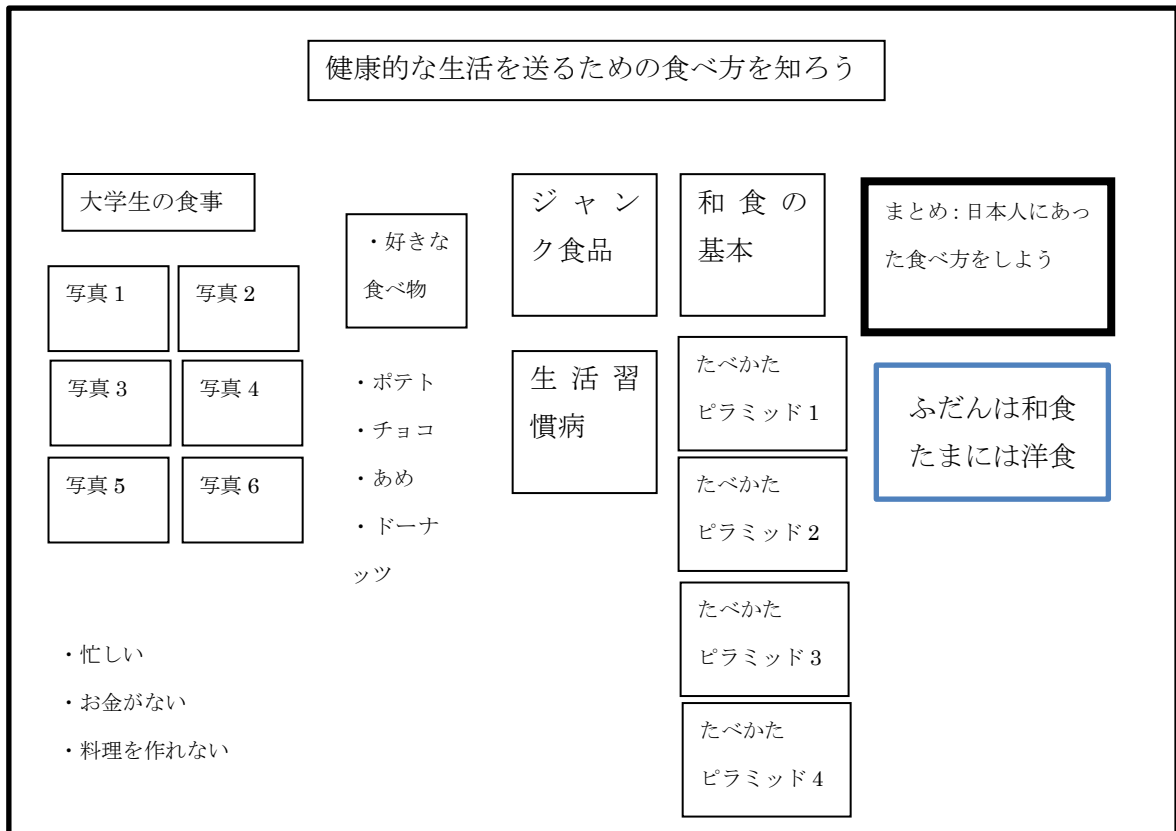 健康的な生活を送るための食べ方を知ろう
大学生の食事
写真 1
写真 2
写真 3
写真 4
写真 5
写真 6
・忙しい
・お金がない
・料理を作れない
・好きな
食べ物
・ポテト
・チョコ
・あめ
・ドーナ
ッツ
ジャン
ク食品
生活習
慣病
和食の
基本
たべかた
ピラミッド 1
たべかた
ピラミッド 2
たべかた
ピラミッド 3
たべかた
ピラミッド 4
まとめ : 日本人にあっ
た食べ方をしよう
ふだんは和食
たまには洋食